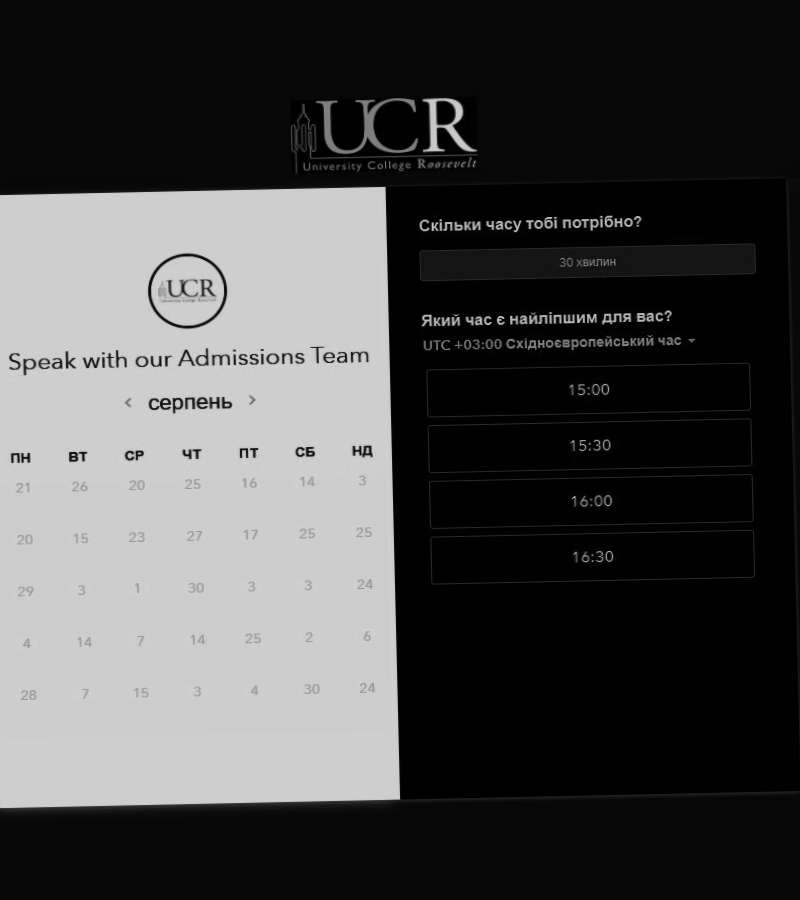 UCR
University College Roosevelt
UCR
Speak with our Admissions Team
серпень
ПН ВТ СР ЧТ ПТ СБ НД
21 26 20 25 16 14 3
20 15 23 27 17 25 25
29 3 1 30 3 3 24
4 14 7 14 25 2 6
28 7 15 3 4 30 24
Скільки часу тобі потрібно?
30 хвилин
Який час є найліпшим для вас?
UTC +03:00 Східноєвропейський час
15:00
15:30
16:00
16:30